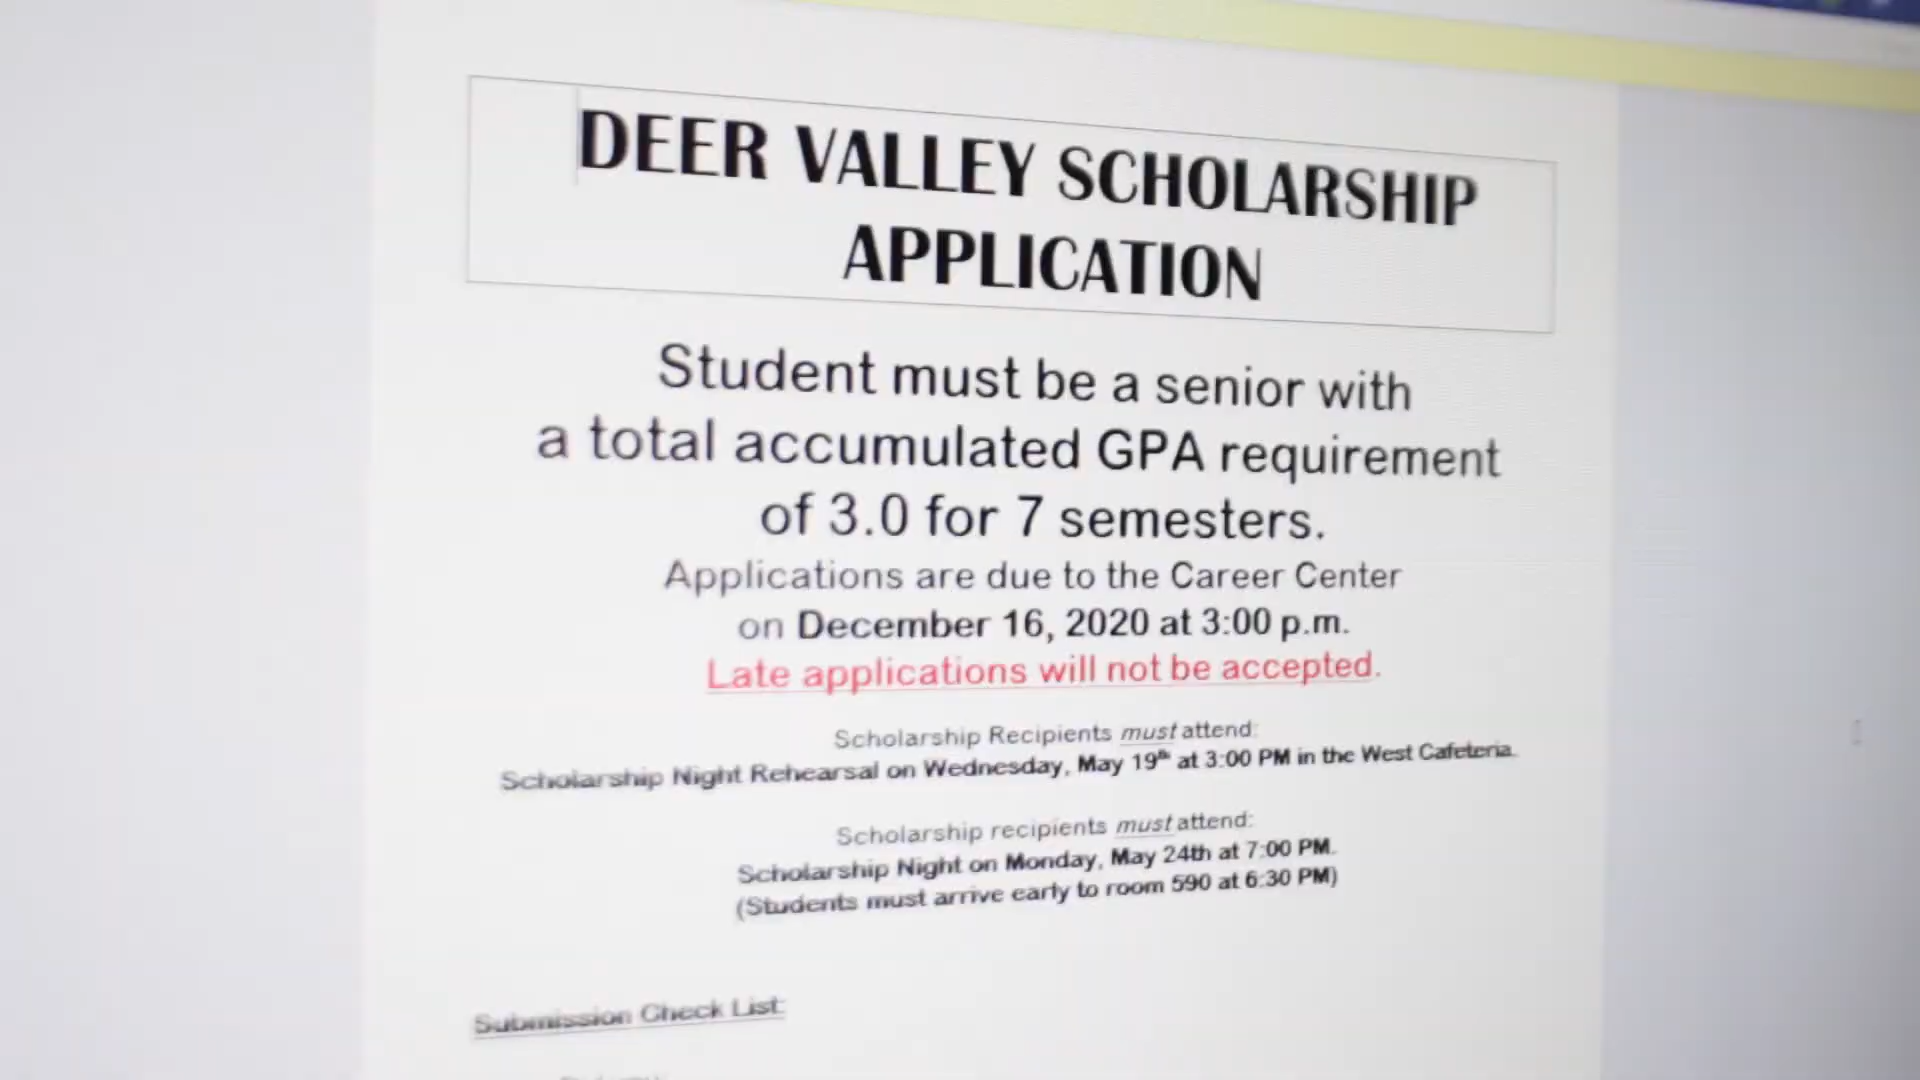 DEER VALLEY SCHOLARSHIP
APPLICATION
Student must be a senior with
a total accumulated GPA requirement
of 3.0 for 7 semesters.
Applications are due to the Career Center
on December 16, 2020 at 3:00 p.m.
Late applications will not be accepted.
Scholarship Recipients must attend:
Scholarship Night Rehearsal on Wednesday, May 19th at 3:00 PM in the West Cafeteria.
Scholarship recipients must attend:
Scholarship Night on Monday, May 24th at 7:00 PM.
(Students must arrive early to room 590 at 6:30 PM)
Submission Check List: